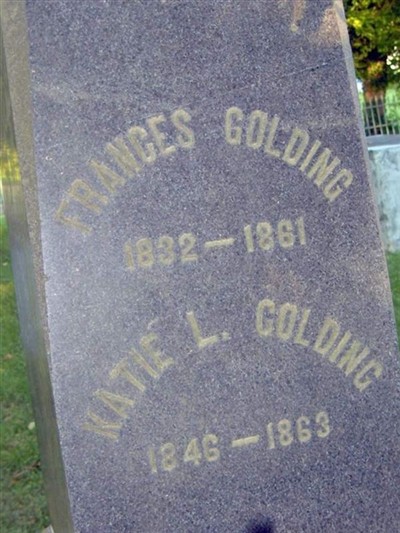 FRANCES GOLDING
1832-1861
KATIE L. GOLDING
1846-1863